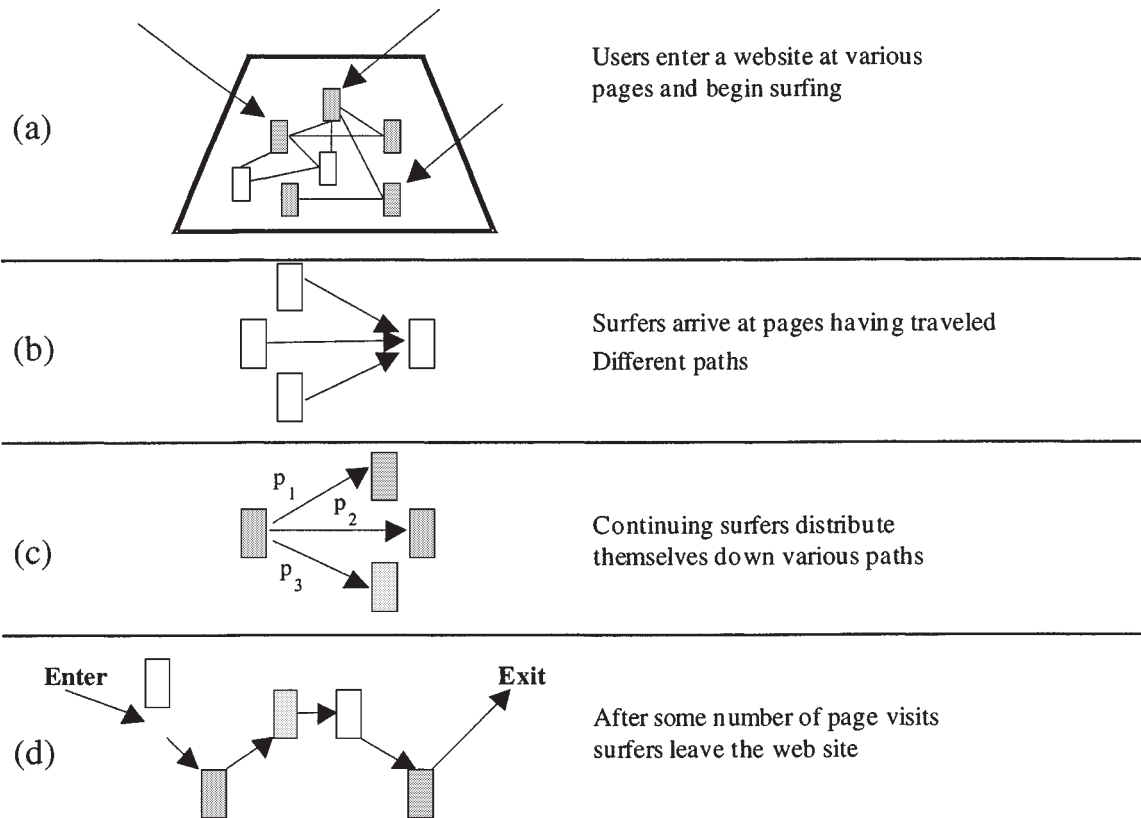 (a)
Users enter a website at various
pages and begin surfing
(b)
Surfers arrive at pages having traveled
Different paths
(c)
p1
p2
p3
Continuing surfers distribute
themselves down various paths
(d)
Enter
Exit
After some number of page visits
surfers leave the web site